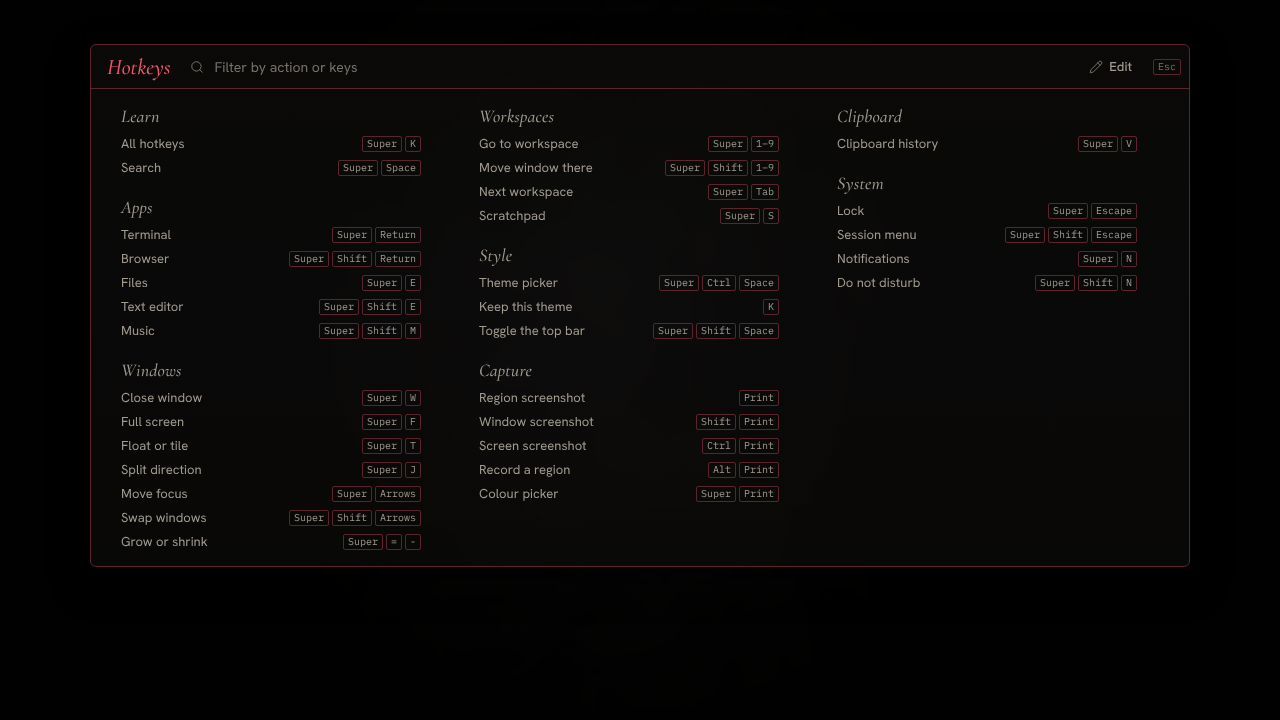 Hotkeys
Filter by action or keys
Edit
Esc
Learn
All hotkeys Super K
Search Super Space
Apps
Terminal Super Return
Browser Super Shift Return
Files Super E
Text editor Super Shift E
Music Super Shift M
Windows
Close window Super W
Full screen Super F
Float or tile Super T
Split direction Super J
Move focus Super Arrows
Swap windows Super Shift Arrows
Grow or shrink Super = -
Workspaces
Go to workspace Super 1–9
Move window there Super Shift 1–9
Next workspace Super Tab
Scratchpad Super S
Style
Theme picker Super Ctrl Space
Keep this theme K
Toggle the top bar Super Shift Space
Capture
Region screenshot Print
Window screenshot Shift Print
Screen screenshot Ctrl Print
Record a region Alt Print
Colour picker Super Print
Clipboard
Clipboard history Super V
System
Lock Super Escape
Session menu Super Shift Escape
Notifications Super N
Do not disturb Super Shift N